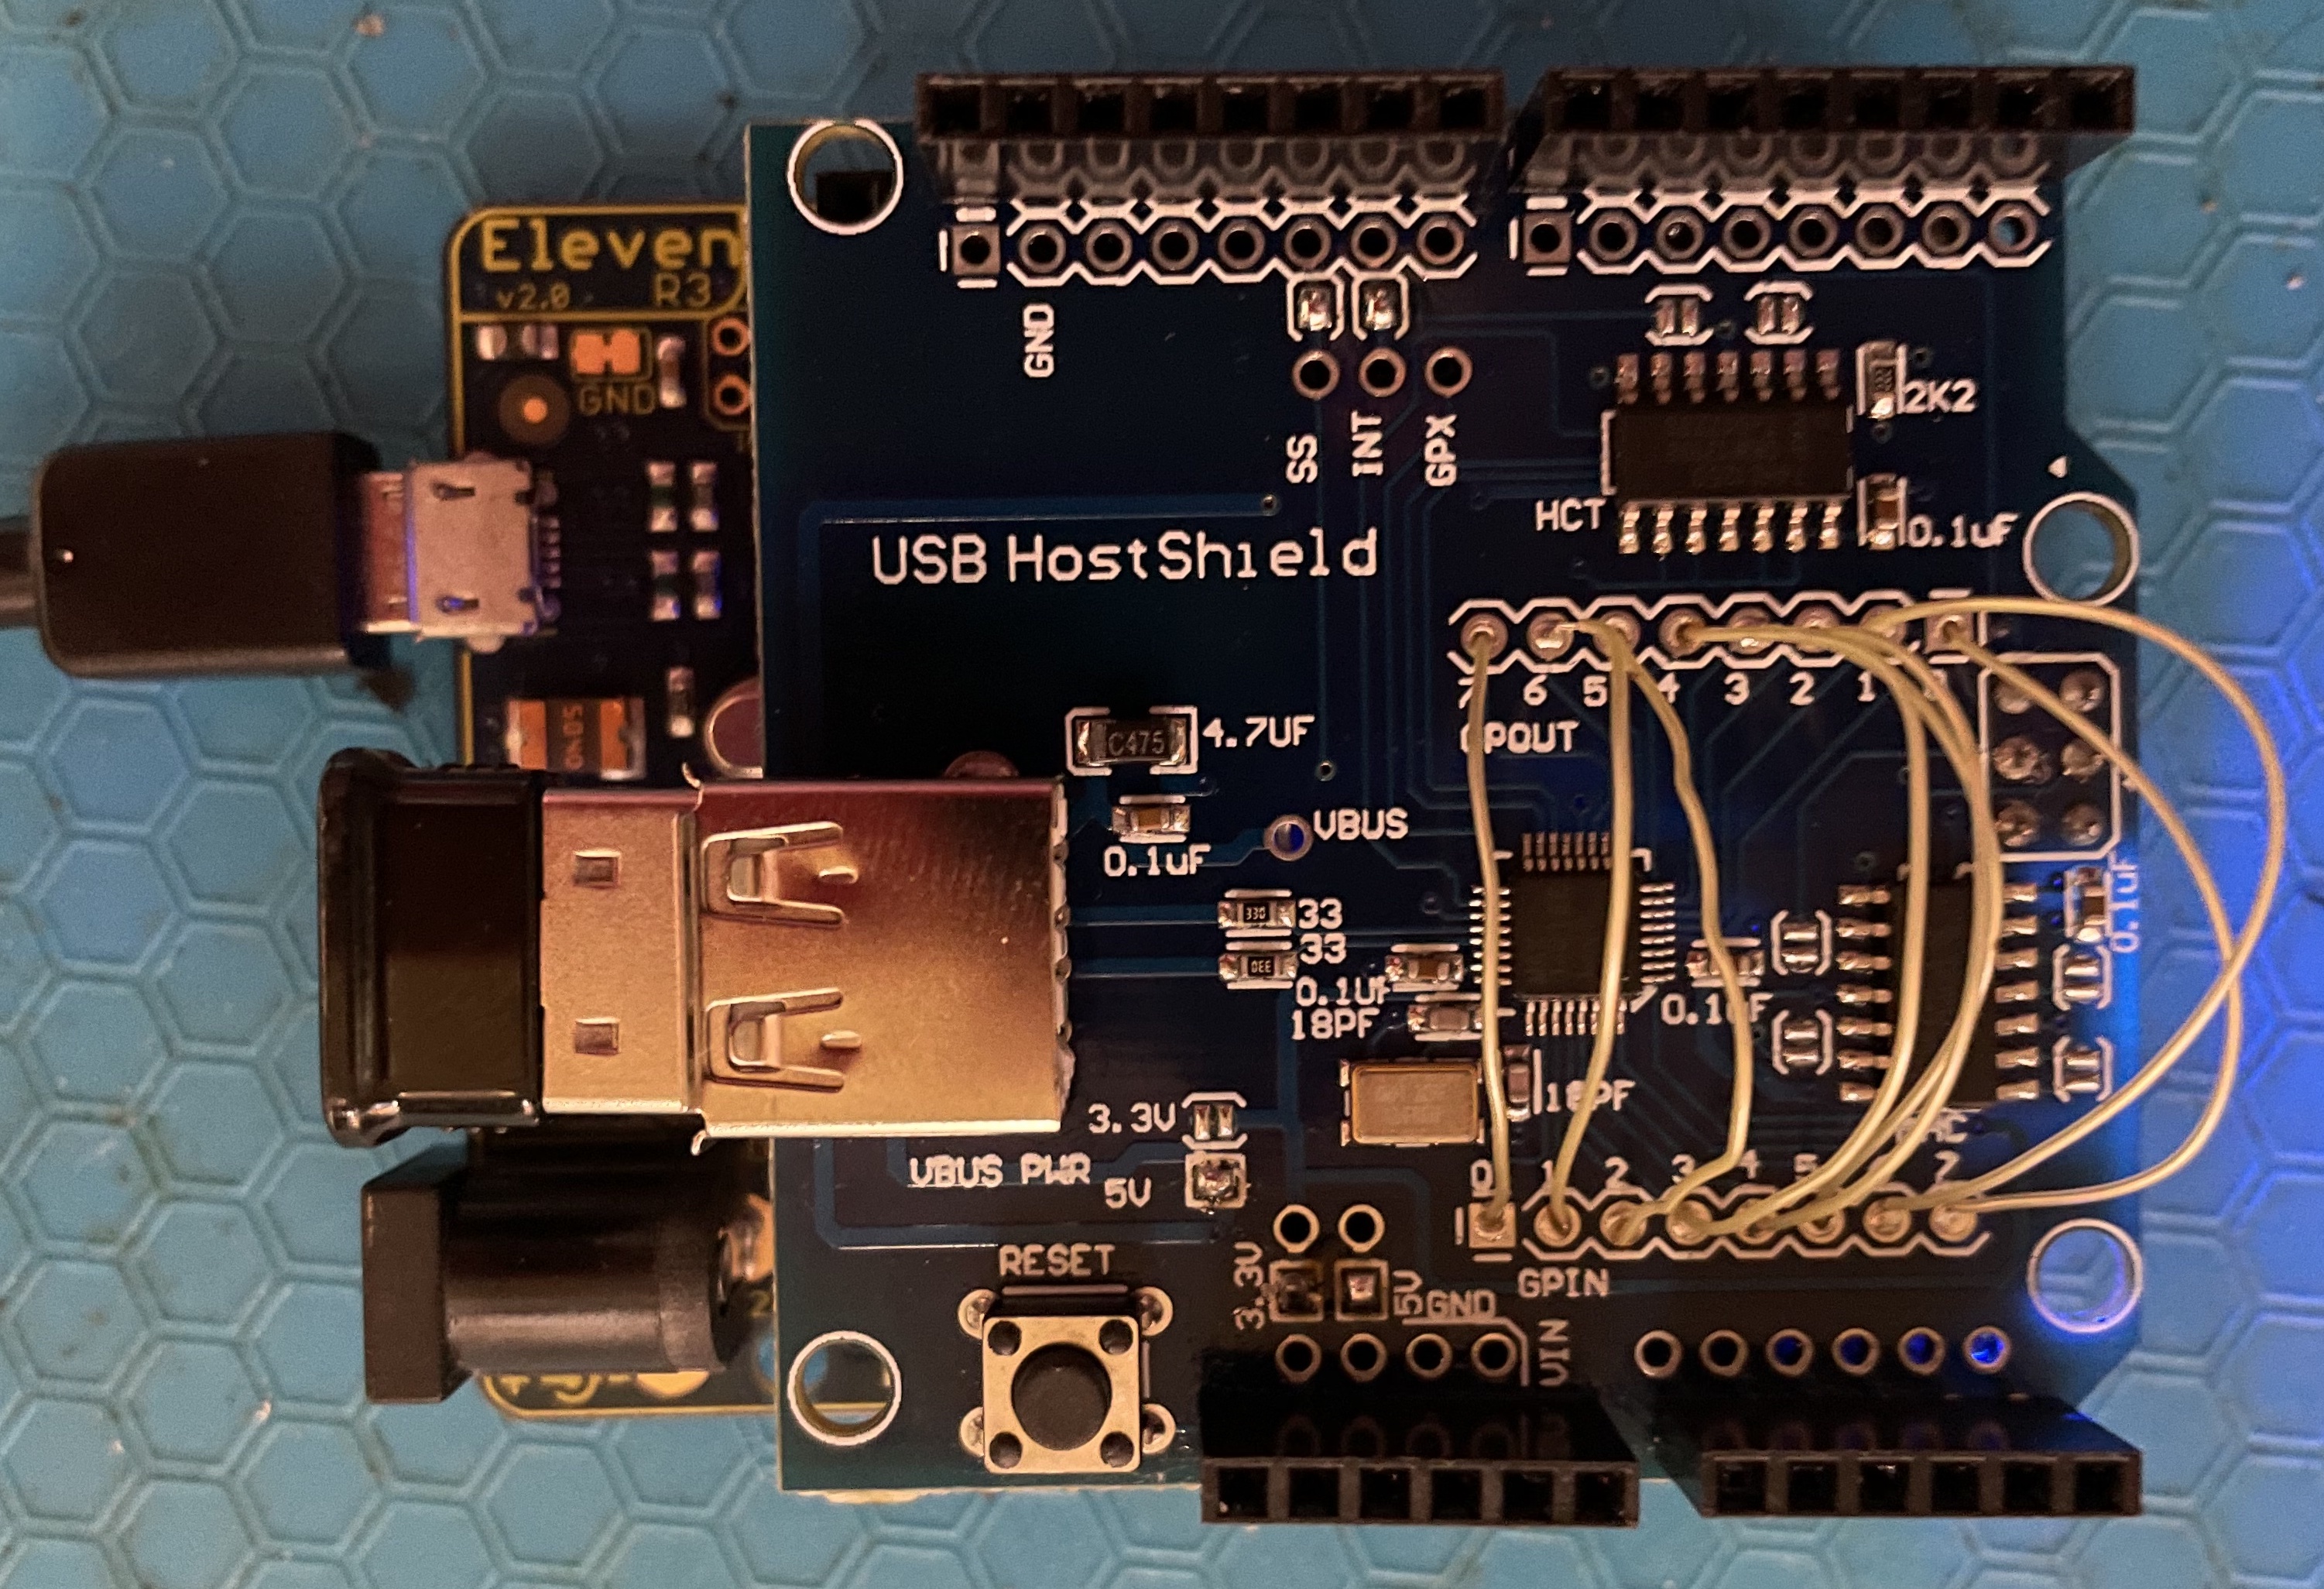 Eleven
v2.0 R3
GND
GND
SS
INT
GPX
2K2
HCT
0.1uF
USB HostShield
7 6 5 4 3 2 1
GPOUT
C475
4.7UF
VBUS
0.1uF
330
33
330
33
0.1UF
18PF
0.1uF
0.1uF
18PF
3.3V
VBUS PWR
5V
0 1 2 3 4 5 7
GPIN
RESET
3.3V
5V
GND
VIN